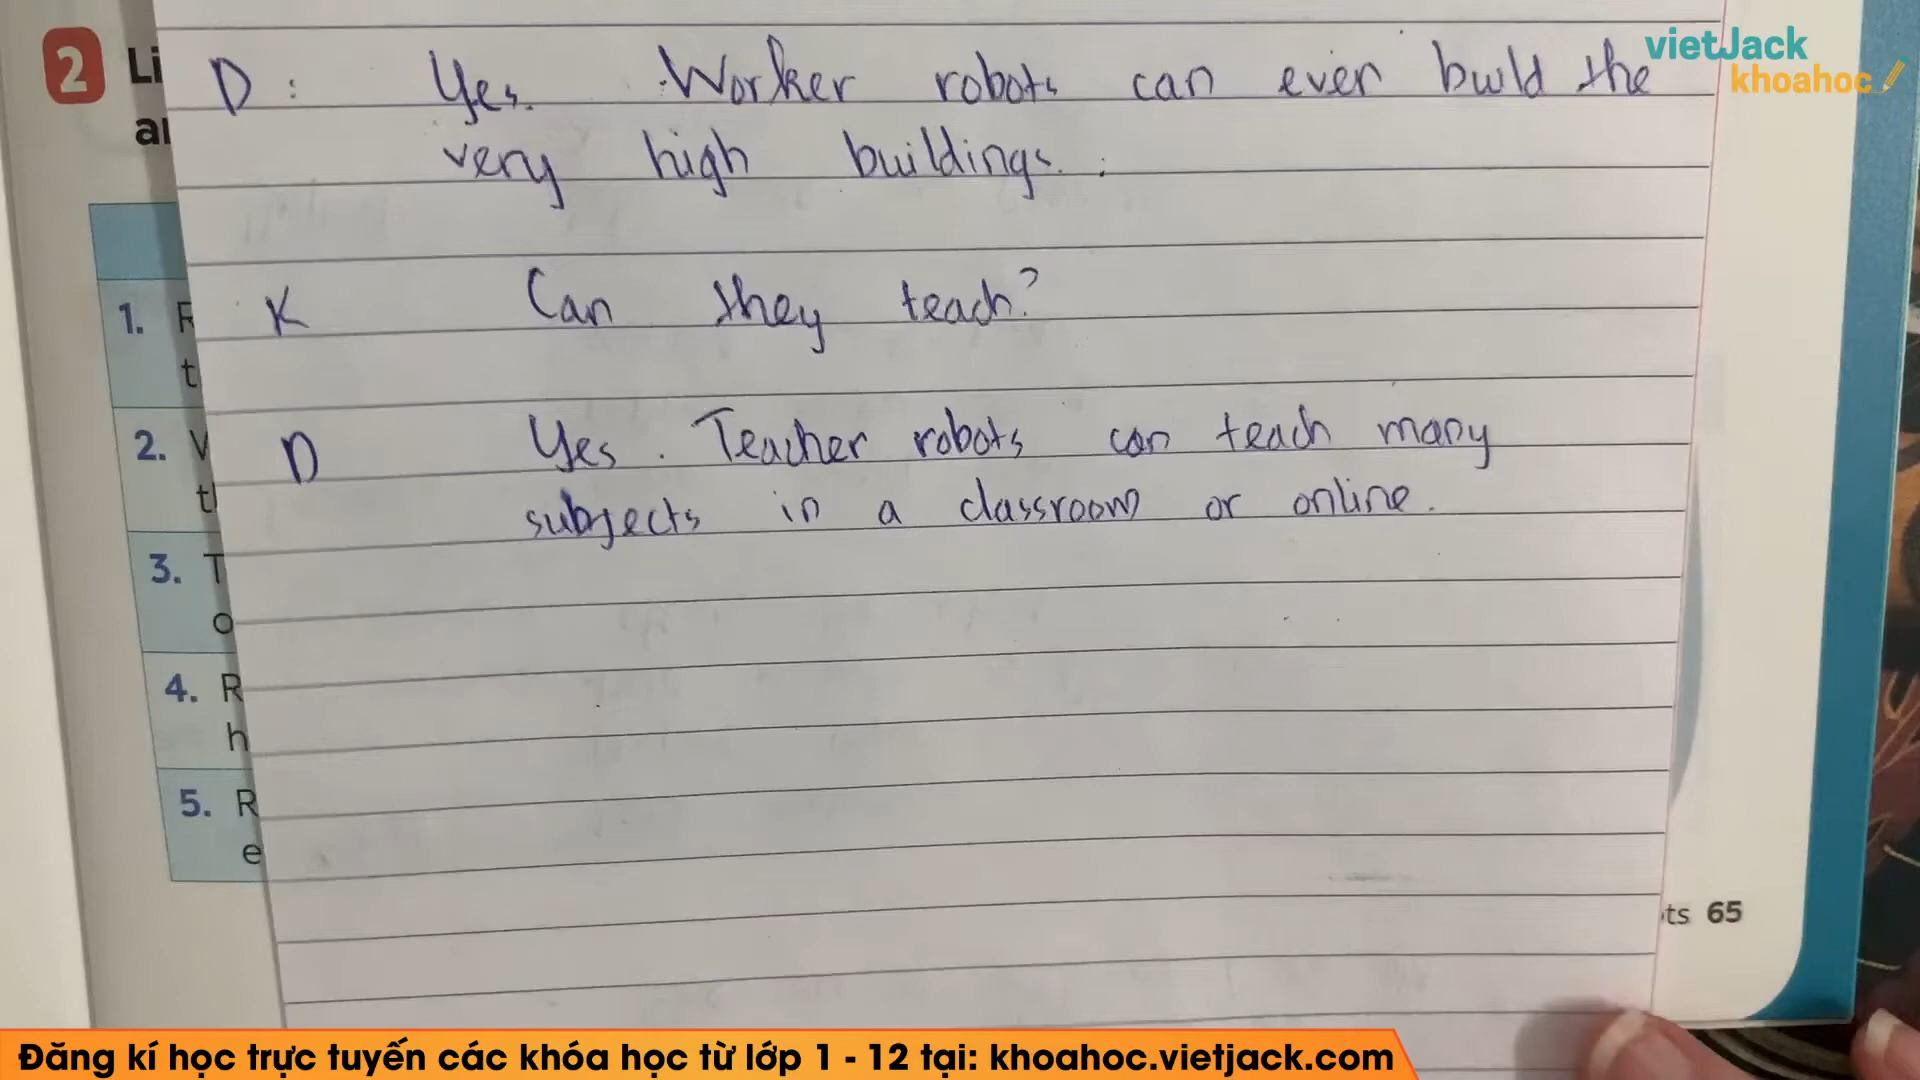 vietJack
khoahoc
2 Li
D : Yes. Worker robots can even build the
very high buildings.
K Can they teach?
D Yes. Teacher robots can teach many
subjects in a classroom or online.
1. R
t
2. V
t
3. T
o
4. R
h
5. R
e
ts 65
Đăng kí học trực tuyến các khóa học từ lớp 1 - 12 tại: khoahoc.vietjack.com